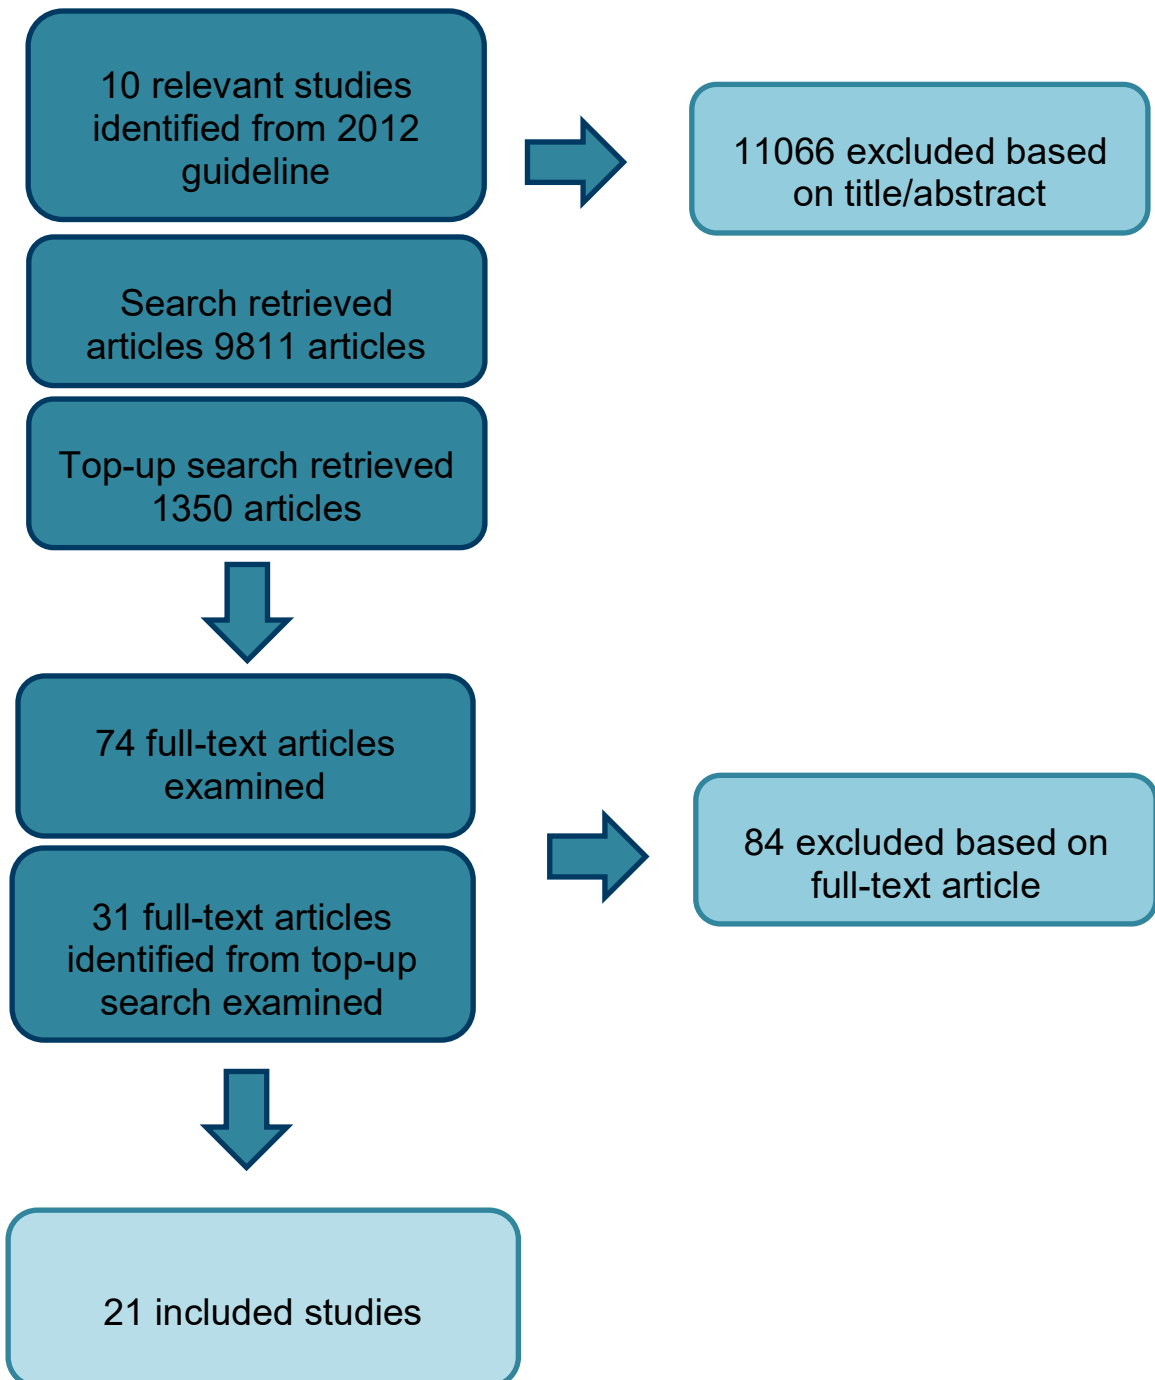 10 relevant studies
identified from 2012
guideline
11066 excluded based
on title/abstract
Search retrieved
articles 9811 articles
Top-up search retrieved
1350 articles
74 full-text articles
examined
84 excluded based on
full-text article
31 full-text articles
identified from top-up
search examined
21 included studies